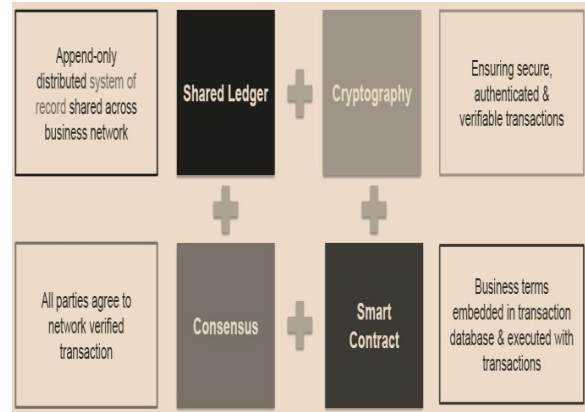 Append-only
distributed system of
record shared across
business network
Shared Ledger
Cryptography
Ensuring secure,
authenticated &
verifiable transactions
All parties agree to
network verified
transaction
Consensus
Smart
Contract
Business terms
embedded in transaction
database & executed with
transactions